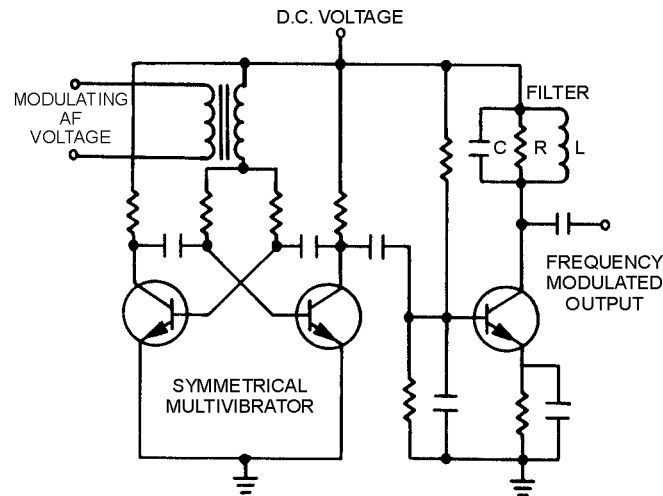 D.C. VOLTAGE
MODULATING
AF
VOLTAGE
FILTER
C
R
L
FREQUENCY
MODULATED
OUTPUT
SYMMETRICAL
MULTIVIBRATOR